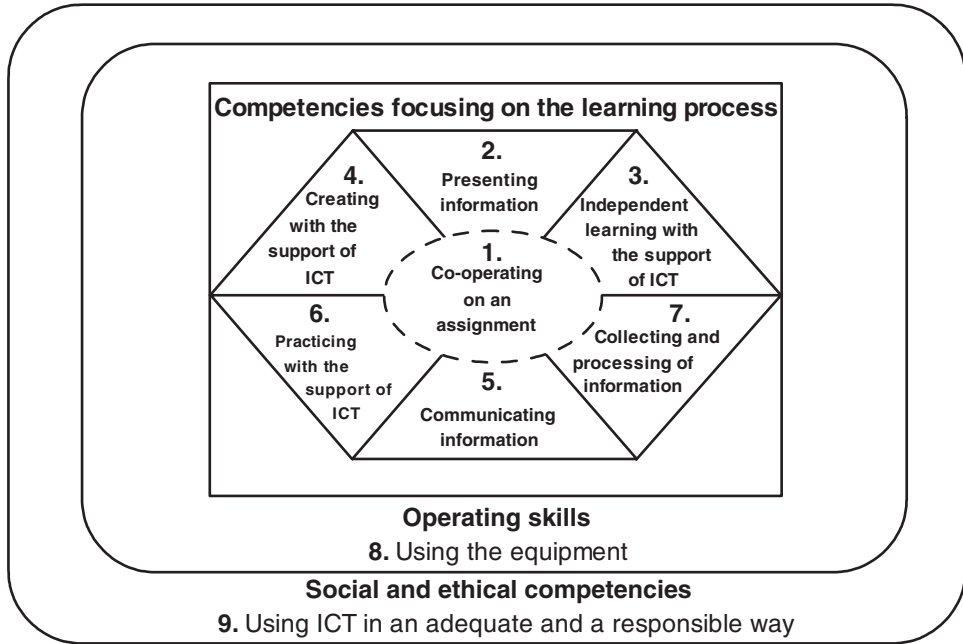 Competencies focusing on the learning process
2.
Presenting
information
4.
Creating
with the
support of
ICT
3.
Independent
learning with
the support
of ICT
1.
Co-operating
on an
assignment
6.
Practicing
with the
support of
ICT
7.
Collecting and
processing of
information
5.
Communicating
information
Operating skills
8. Using the equipment
Social and ethical competencies
9. Using ICT in an adequate and a responsible way